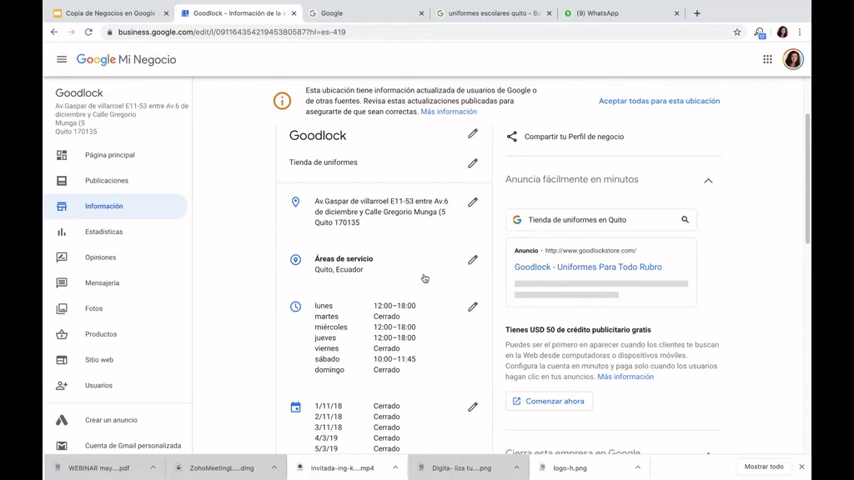 Copia de Negocios en Google
Goodlock - Información de la
Google
uniformes escolares quito - Bu
(9) WhatsApp
business.google.com/edit/l/09116435421945387151?hl=es-419
Google Mi Negocio
Goodlock
Av.Gaspar de villarroel E11-53 entre Av.6
de diciembre y Calle Gregorio
Munga (5
Quito 170135
Página principal
Publicaciones
Información
Estadísticas
Opiniones
Mensajería
Fotos
Productos
Sitio web
Usuarios
Crear un anuncio
Cuenta de Gmail personalizada
Esta ubicación tiene información actualizada de usuarios de Google o
de otras fuentes. Revisa estas actualizaciones publicadas para
asegurarte de que sean correctas. Más información
Aceptar todas para esta ubicación
Goodlock
Tienda de uniformes
Av.Gaspar de villarroel E11-53 entre Av.6
de diciembre y Calle Gregorio Munga (5
Quito 170135
Áreas de servicio
Quito, Ecuador
lunes 12:00–18:00
martes Cerrado
miércoles 12:00–18:00
jueves 12:00–18:00
viernes Cerrado
sábado 10:00–11:45
domingo Cerrado
1/11/18 Cerrado
2/11/18 Cerrado
3/11/18 Cerrado
4/3/19 Cerrado
5/3/19 Cerrado
Compartir tu Perfil de negocio
Anuncia fácilmente en minutos
Tienda de uniformes en Quito
Anuncio • http://www.goodlockstore.com/
Goodlock - Uniformes Para Todo Rubro
Tienes USD 50 de crédito publicitario gratis
Puedes ser el primero en aparecer cuando los clientes te buscan
en la Web desde computadoras o dispositivos móviles.
Configura la cuenta en minutos y paga solo cuando los usuarios
hagan clic en tus anuncios. Más información
Comenzar ahora
Cierra esta empresa en Google
WEBINAR may....pdf
ZohoMeetingL....dmg
invitada-ing-k....mp4
Digita- liza tu....png
logo-h.png
Mostrar todo